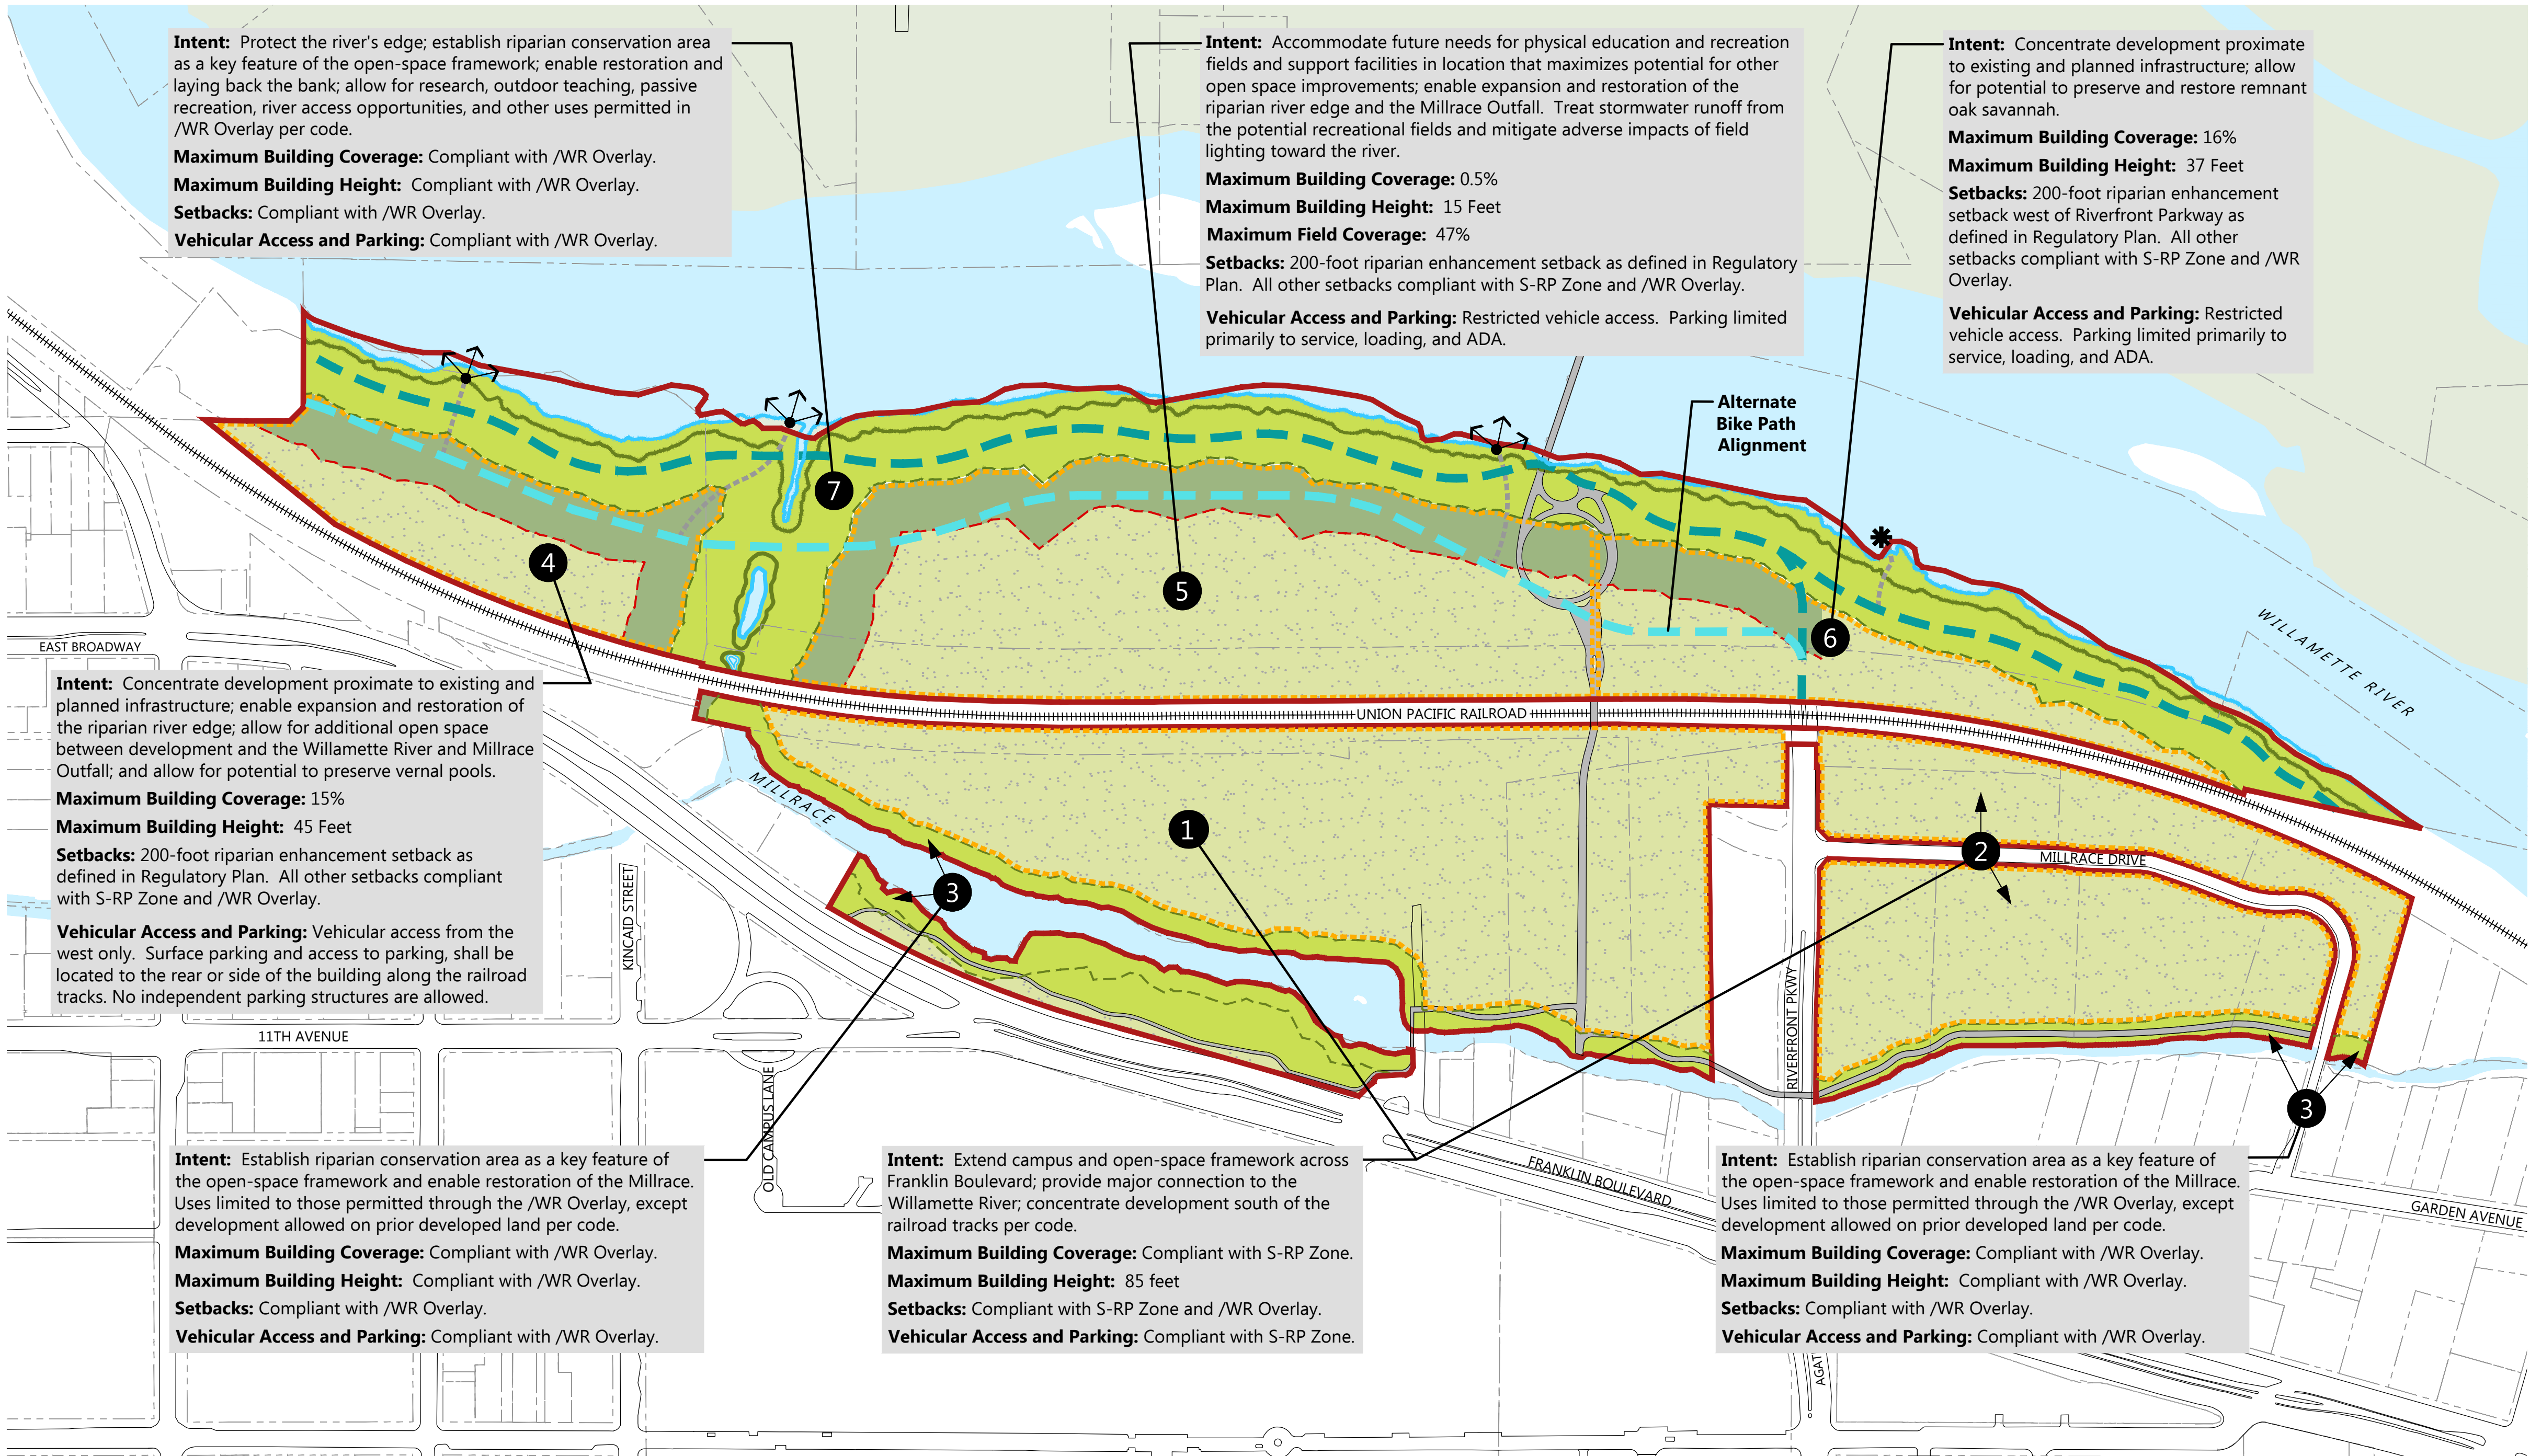 Intent: Protect the river's edge; establish riparian conservation area
as a key feature of the open-space framework; enable restoration and
laying back the bank; allow for research, outdoor teaching, passive
recreation, river access opportunities, and other uses permitted in
/WR Overlay per code.
Maximum Building Coverage: Compliant with /WR Overlay.
Maximum Building Height: Compliant with /WR Overlay.
Setbacks: Compliant with /WR Overlay.
Vehicular Access and Parking: Compliant with /WR Overlay.
Intent: Accommodate future needs for physical education and recreation
fields and support facilities in location that maximizes potential for other
open space improvements; enable expansion and restoration of the
riparian river edge and the Millrace Outfall. Treat stormwater runoff from
the potential recreational fields and mitigate adverse impacts of field
lighting toward the river.
Maximum Building Coverage: 0.5%
Maximum Building Height: 15 Feet
Maximum Field Coverage: 47%
Setbacks: 200-foot riparian enhancement setback as defined in Regulatory
Plan. All other setbacks compliant with S-RP Zone and /WR Overlay.
Vehicular Access and Parking: Restricted vehicle access. Parking limited
primarily to service, loading, and ADA.
Intent: Concentrate development proximate
to existing and planned infrastructure; allow
for potential to preserve and restore remnant
oak savannah.
Maximum Building Coverage: 16%
Maximum Building Height: 37 Feet
Setbacks: 200-foot riparian enhancement
setback west of Riverfront Parkway as
defined in Regulatory Plan. All other
setbacks compliant with S-RP Zone and /WR
Overlay.
Vehicular Access and Parking: Restricted
vehicle access. Parking limited primarily to
service, loading, and ADA.
Alternate
Bike Path
Alignment
7
4
5
6
WILLAMETTE RIVER
EAST BROADWAY
UNION PACIFIC RAILROAD
Intent: Concentrate development proximate to existing and
planned infrastructure; enable expansion and restoration of
the riparian river edge; allow for additional open space
between development and the Willamette River and Millrace
Outfall; and allow for potential to preserve vernal pools.
Maximum Building Coverage: 15%
Maximum Building Height: 45 Feet
Setbacks: 200-foot riparian enhancement setback as
defined in Regulatory Plan. All other setbacks compliant
with S-RP Zone and /WR Overlay.
Vehicular Access and Parking: Vehicular access from the
west only. Surface parking and access to parking, shall be
located to the rear or side of the building along the railroad
tracks. No independent parking structures are allowed.
MILLRACE
1
2
MILLRACE DRIVE
3
KINCAID STREET
RIVERFRONT PKWY
11TH AVENUE
OLD CAMPUS LANE
3
FRANKLIN BOULEVARD
GARDEN AVENUE
Intent: Establish riparian conservation area as a key feature of
the open-space framework and enable restoration of the Millrace.
Uses limited to those permitted through the /WR Overlay, except
development allowed on prior developed land per code.
Maximum Building Coverage: Compliant with /WR Overlay.
Maximum Building Height: Compliant with /WR Overlay.
Setbacks: Compliant with /WR Overlay.
Vehicular Access and Parking: Compliant with /WR Overlay.
Intent: Extend campus and open-space framework across
Franklin Boulevard; provide major connection to the
Willamette River; concentrate development south of the
railroad tracks per code.
Maximum Building Coverage: Compliant with S-RP Zone.
Maximum Building Height: 85 feet
Setbacks: Compliant with S-RP Zone and /WR Overlay.
Vehicular Access and Parking: Compliant with S-RP Zone.
Intent: Establish riparian conservation area as a key feature of
the open-space framework and enable restoration of the Millrace.
Uses limited to those permitted through the /WR Overlay, except
development allowed on prior developed land per code.
Maximum Building Coverage: Compliant with /WR Overlay.
Maximum Building Height: Compliant with /WR Overlay.
Setbacks: Compliant with /WR Overlay.
Vehicular Access and Parking: Compliant with /WR Overlay.